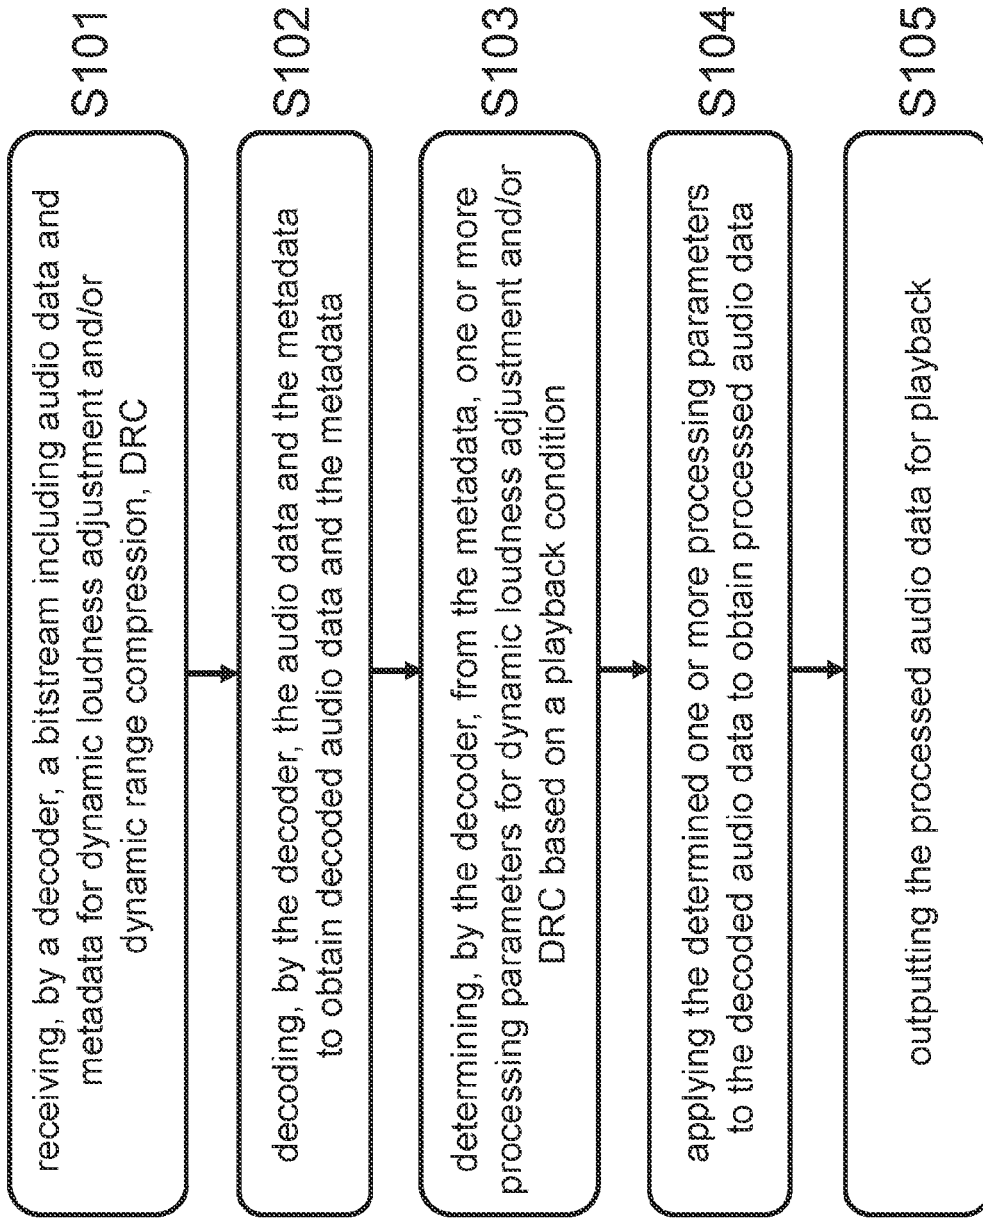 receiving, by a decoder, a bitstream including audio data and
metadata for dynamic loudness adjustment and/or
dynamic range compression, DRC
S101
decoding, by the decoder, the audio data and the metadata
to obtain decoded audio data and the metadata
S102
determining, by the decoder, from the metadata, one or more
processing parameters for dynamic loudness adjustment and/or
DRC based on a playback condition
S103
applying the determined one or more processing parameters
to the decoded audio data to obtain processed audio data
S104
outputting the processed audio data for playback
S105